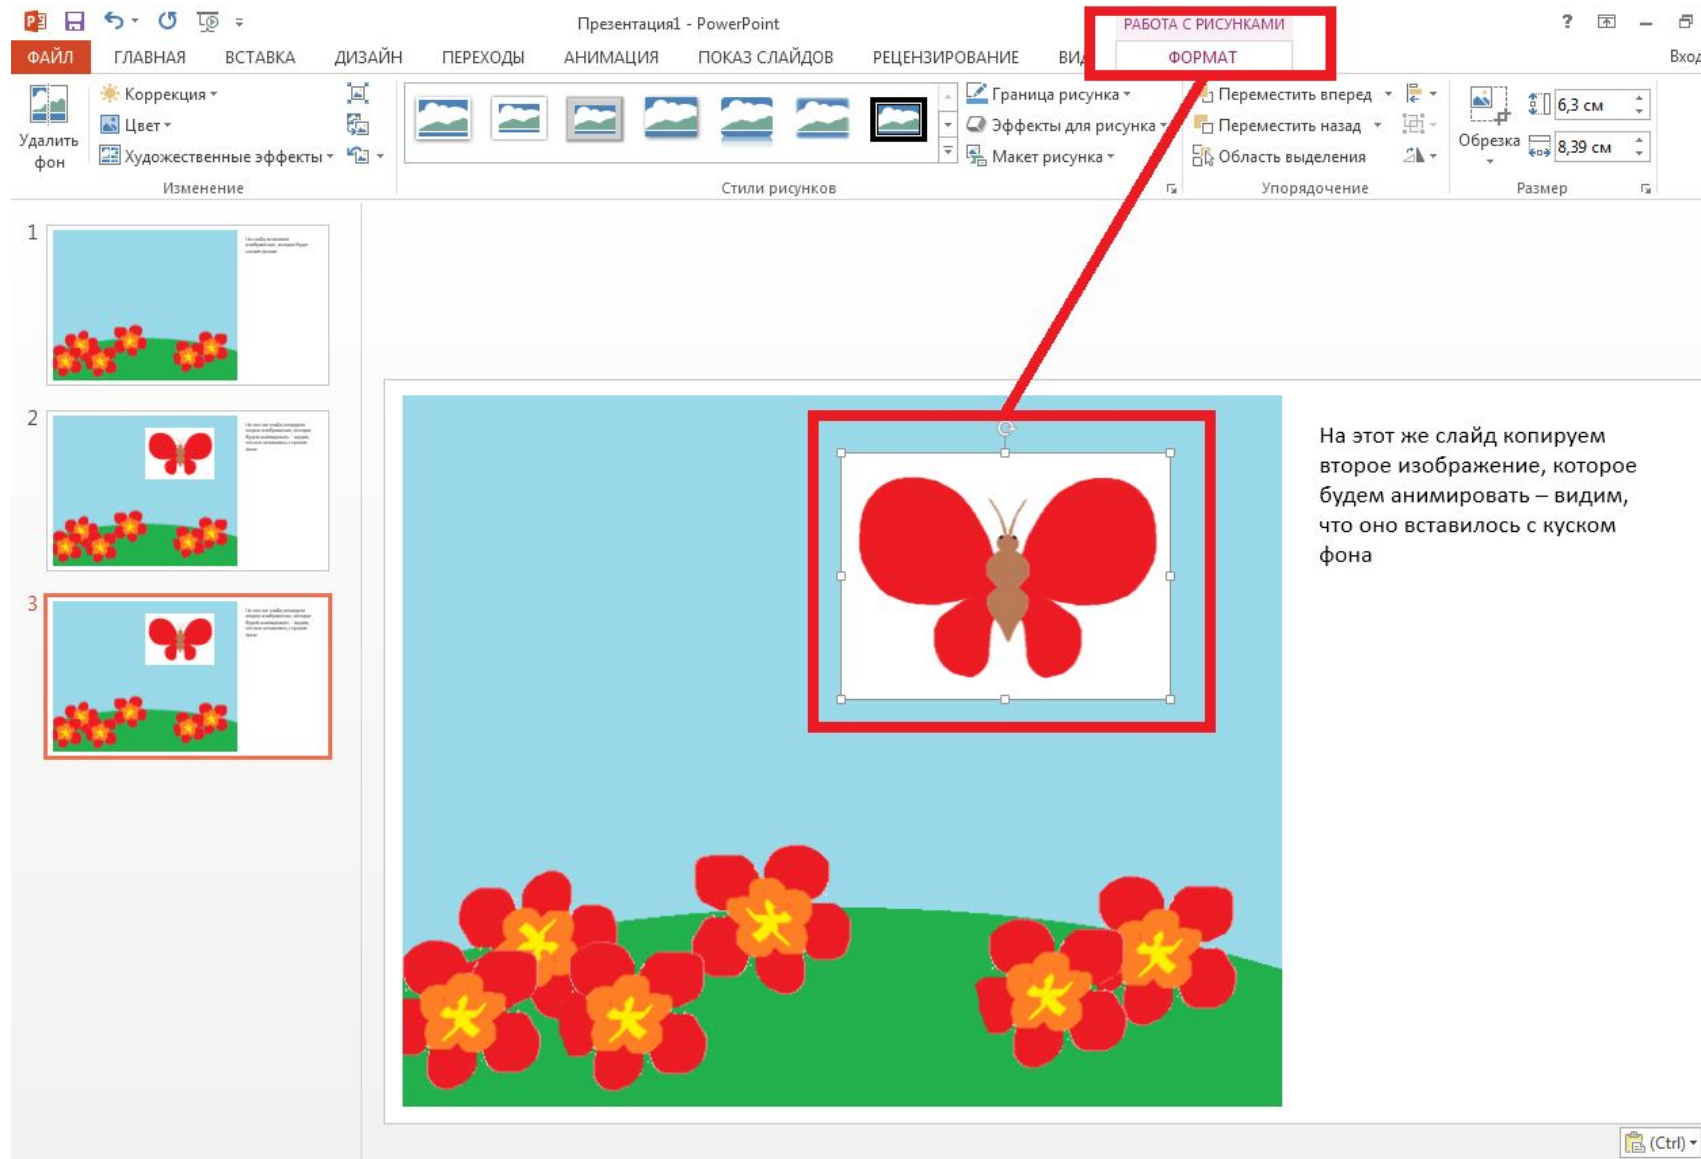 Презентация1 - PowerPoint
РАБОТА С РИСУНКАМИ
?
ФАЙЛ ГЛАВНАЯ ВСТАВКА ДИЗАЙН ПЕРЕХОДЫ АНИМАЦИЯ ПОКАЗ СЛАЙДОВ РЕЦЕНЗИРОВАНИЕ ФОРМАТ Вход
Удалить фон
Коррекция
Цвет
Художественные эффекты
Изменение
Граница рисунка
Эффекты для рисунка
Макет рисунка
Стили рисунков
Переместить вперед
Переместить назад
Область выделения
Упорядочение
Обрезка
6,3 см
8,39 см
Размер
1
2
3
На этот же слайд копируем
второе изображение, которое
будем анимировать – видим,
что оно вставилось с куском
фона
(Ctrl)